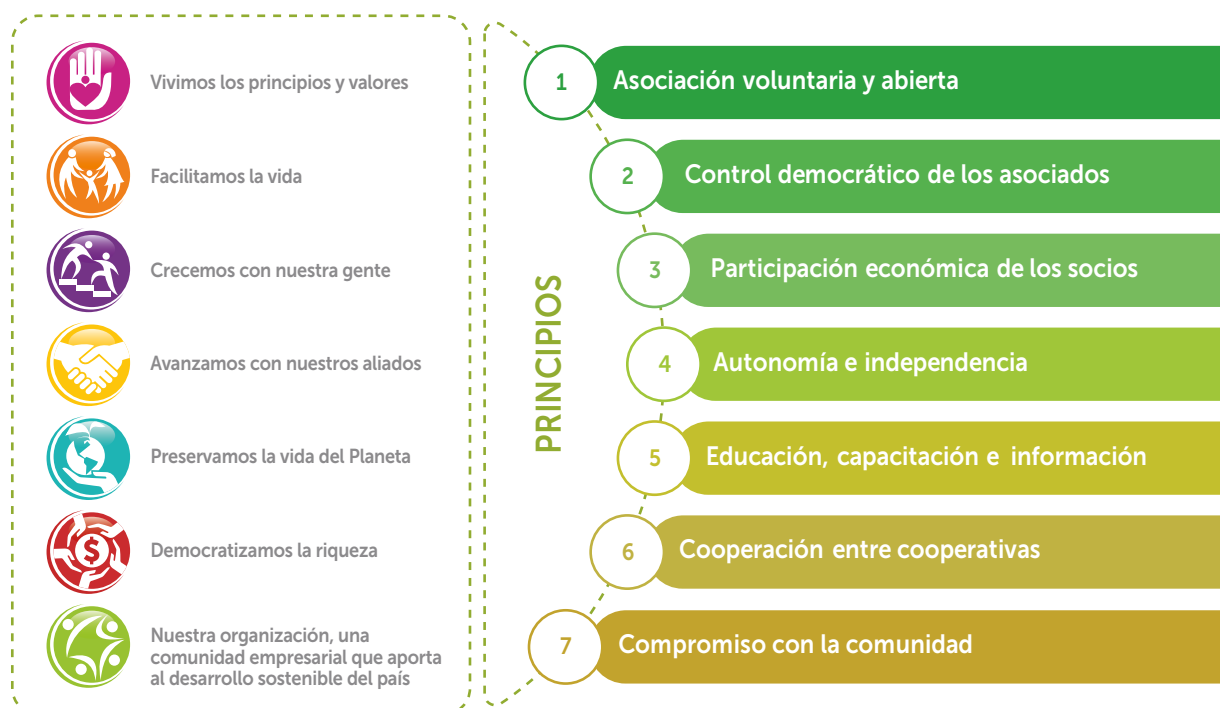 Vivimos los principios y valores
Facilitamos la vida
Crecemos con nuestra gente
Avanzamos con nuestros aliados
Preservamos la vida del Planeta
$
Democratizamos la riqueza
Nuestra organización, una
comunidad empresarial que aporta
al desarrollo sostenible del país
PRINCIPIOS
1 Asociación voluntaria y abierta
2 Control democrático de los asociados
3 Participación económica de los socios
4 Autonomía e independencia
5 Educación, capacitación e información
6 Cooperación entre cooperativas
7 Compromiso con la comunidad